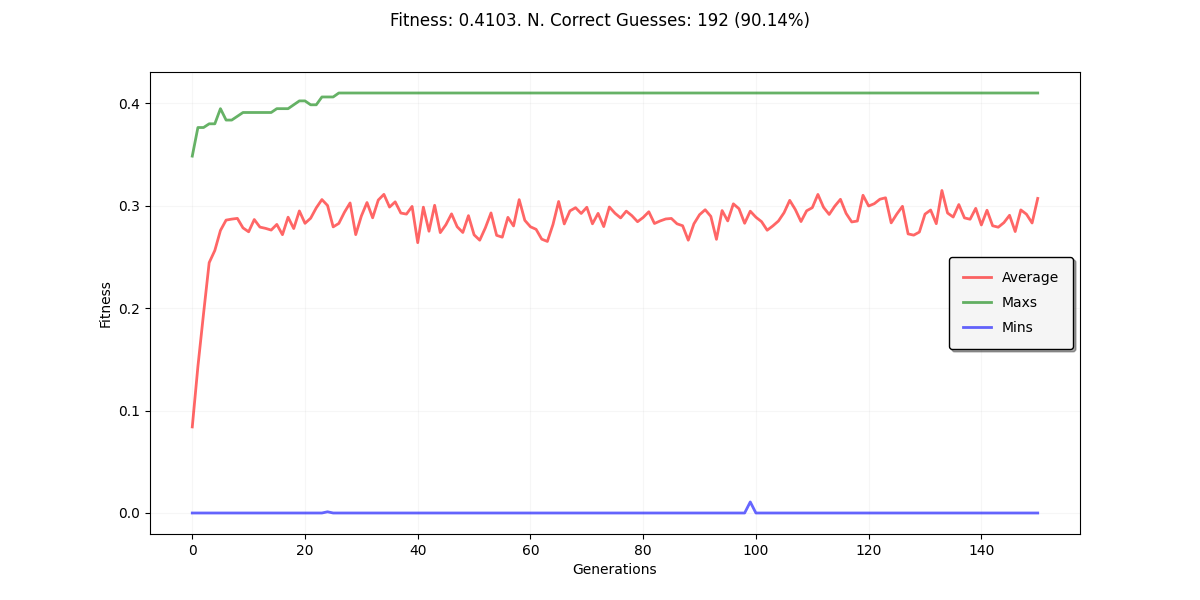 Fitness: 0.4103. N. Correct Guesses: 192 (90.14%)
0.4
0.3
0.2
0.1
0.0
Fitness
Average
Maxs
Mins
0 20 40 60 80 100 120 140
Generations